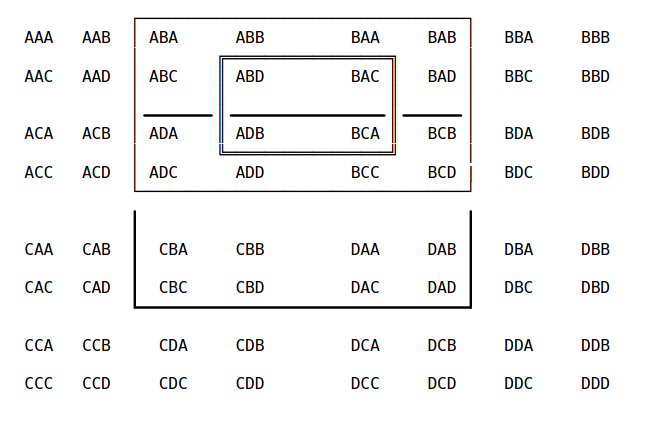 AAA AAB ABA ABB BAA BAB BBA BBB
AAC AAD ABC ABD BAC BAD BBC BBD
ACA ACB ADA ADB BCA BCB BDA BDB
ACC ACD ADC ADD BCC BCD BDC BDD
CAA CAB CBA CBB DAA DAB DBA DBB
CAC CAD CBC CBD DAC DAD DBC DBD
CCA CCB CDA CDB DCA DCB DDA DDB
CCC CCD CDC CDD DCC DCD DDC DDD